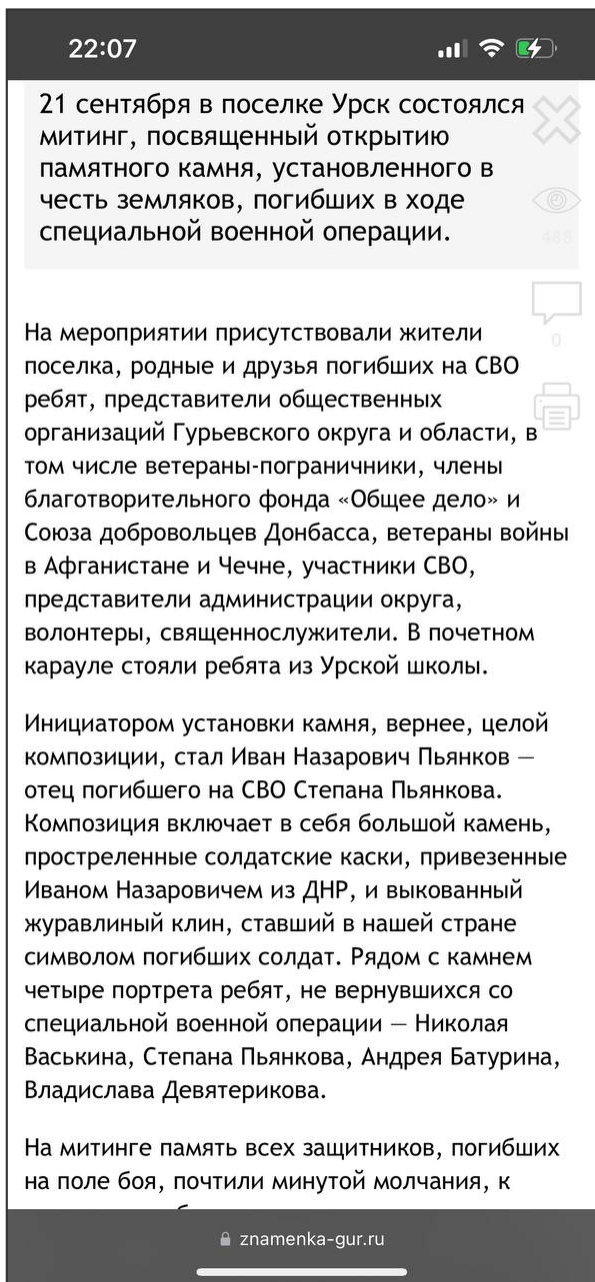 22:07
21 сентября в поселке Урск состоялся
митинг, посвященный открытию
памятного камня, установленного в
честь земляков, погибших в ходе
специальной военной операции.
488
0
На мероприятии присутствовали жители
поселка, родные и друзья погибших на СВО
ребят, представители общественных
организаций Гурьевского округа и области, в
том числе ветераны-пограничники, члены
благотворительного фонда «Общее дело» и
Союза добровольцев Донбасса, ветераны войны
в Афганистане и Чечне, участники СВО,
представители администрации округа,
волонтеры, священнослужители. В почетном
карауле стояли ребята из Урской школы.
Инициатором установки камня, вернее, целой
композиции, стал Иван Назарович Пьянков —
отец погибшего на СВО Степана Пьянкова.
Композиция включает в себя большой камень,
простреленные солдатские каски, привезенные
Иваном Назаровичем из ДНР, и выкованный
журавлиный клин, ставший в нашей стране
символом погибших солдат. Рядом с камнем
четыре портрета ребят, не вернувшихся со
специальной военной операции — Николая
Васькина, Степана Пьянкова, Андрея Батурина,
Владислава Девятерикова.
На митинге память всех защитников, погибших
на поле боя, почтили минутой молчания, к
znamenka-gur.ru